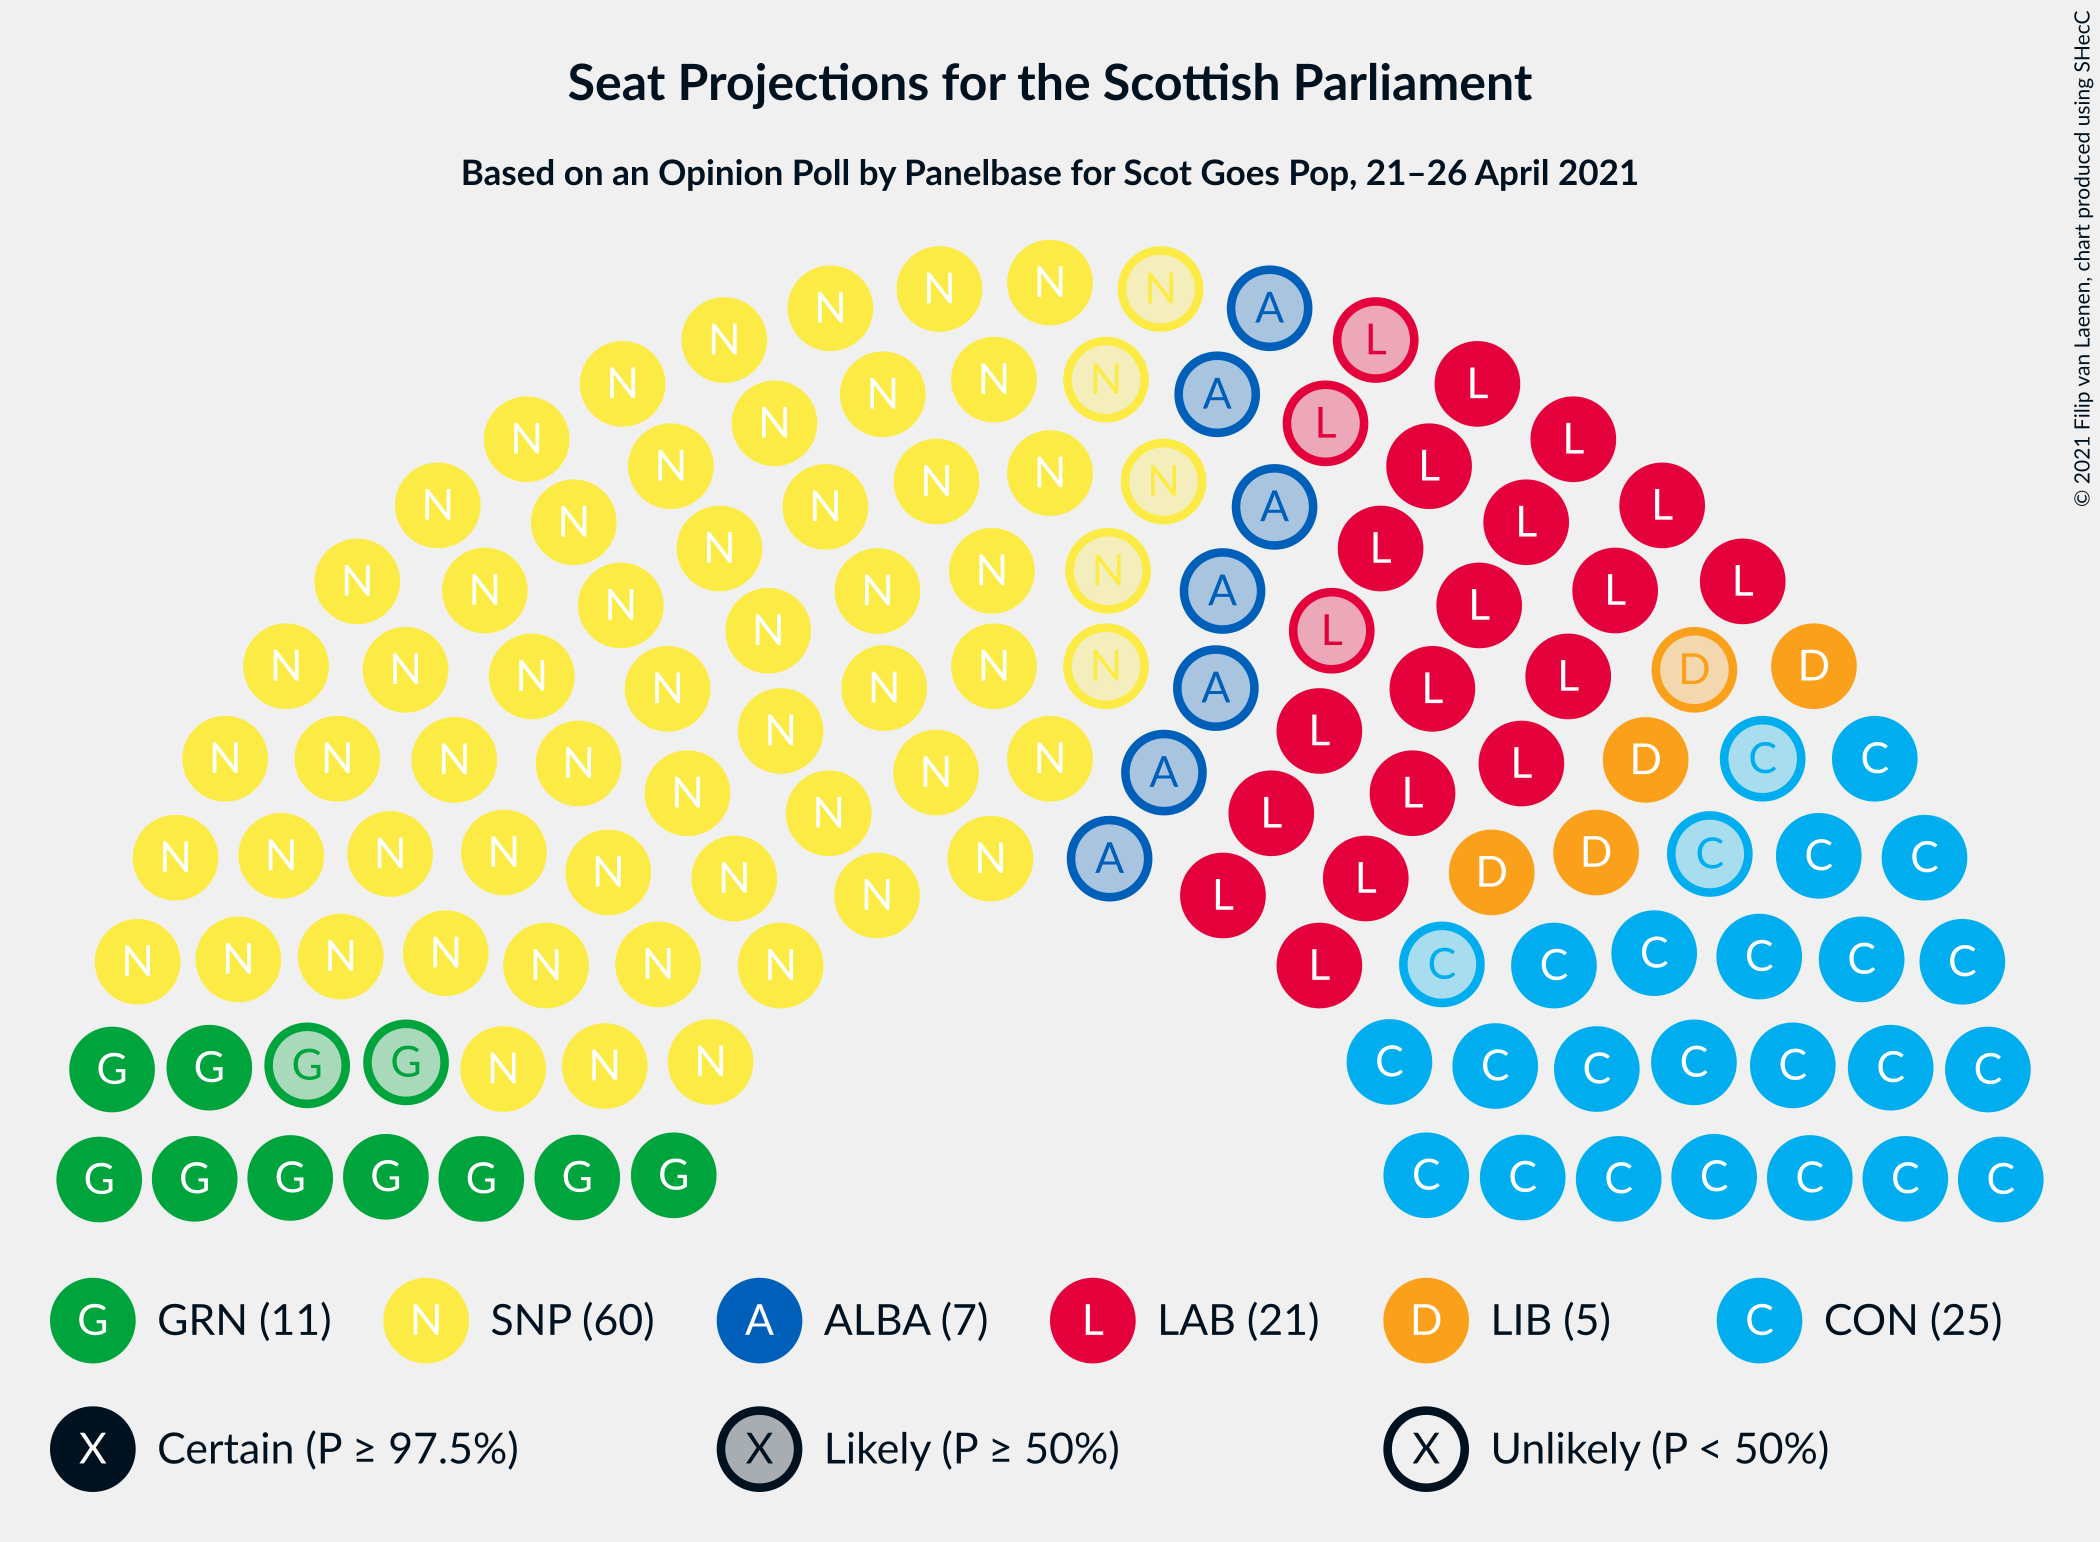 Seat Projections for the Scottish Parliament
Based on an Opinion Poll by Panelbase for Scot Goes Pop, 21–26 April 2021
© 2021 Filip van Laenen, chart produced using SHecC
N N N N N A L L
N N N N A L L L
N N N N N A L L L
N N N N N A L L L
N N N N N N N A L L L D D
N N N N N N N N A L L L D C C
N N N N N N N N N A L L D D C C C
N N N N N N N L C C C C C C
G G G G N N N C C C C C C C
G G G G G G G C C C C C C C
G GRN (11) N SNP (60) A ALBA (7) L LAB (21) D LIB (5) C CON (25)
X Certain (P ≥ 97.5%) X Likely (P ≥ 50%) X Unlikely (P < 50%)